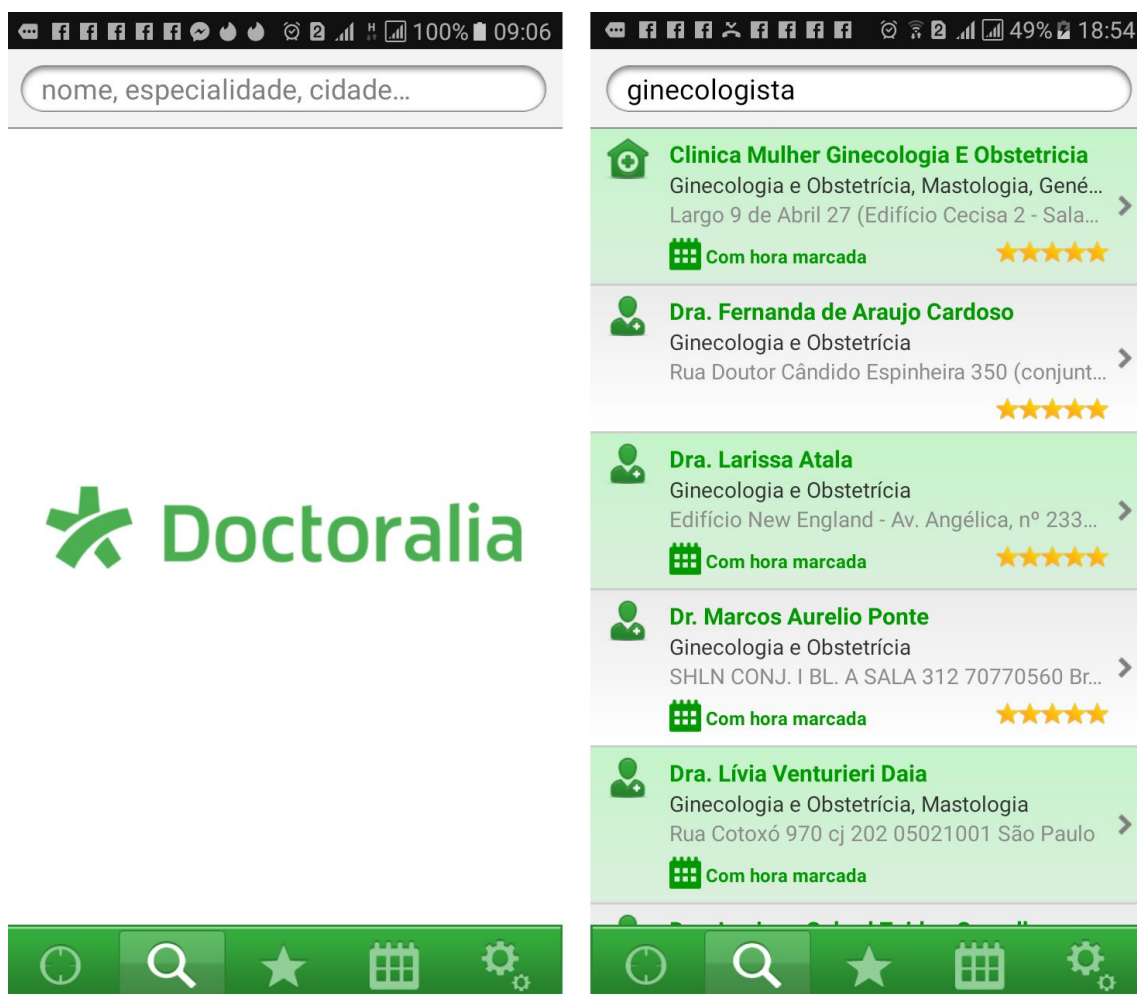 100% 09:06
nome, especialidade, cidade...
Doctoralia
2 49% 18:54
ginecologista
Clinica Mulher Ginecologia E Obstetricia
Ginecologia e Obstetrícia, Mastologia, Gené...
Largo 9 de Abril 27 (Edifício Cecisa 2 - Sala...
Com hora marcada
Dra. Fernanda de Araujo Cardoso
Ginecologia e Obstetrícia
Rua Doutor Cândido Espinheira 350 (conjunt...
Dra. Larissa Atala
Ginecologia e Obstetrícia
Edifício New England - Av. Angélica, nº 233...
Com hora marcada
Dr. Marcos Aurelio Ponte
Ginecologia e Obstetrícia
SHLN CONJ. I BL. A SALA 312 70770560 Br...
Com hora marcada
Dra. Lívia Venturieri Daia
Ginecologia e Obstetrícia, Mastologia
Rua Cotoxó 970 cj 202 05021001 São Paulo
Com hora marcada